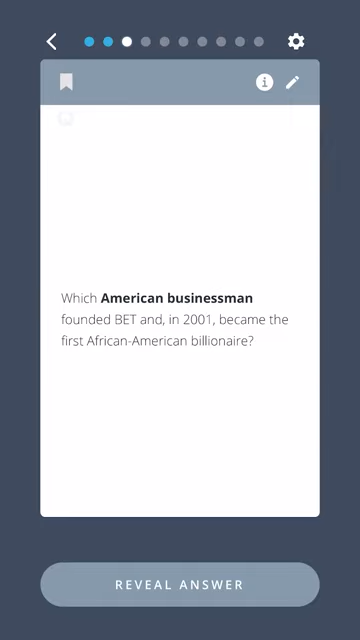 Which American businessman
founded BET and, in 2001, became the
first African-American billionaire?
REVEAL ANSWER